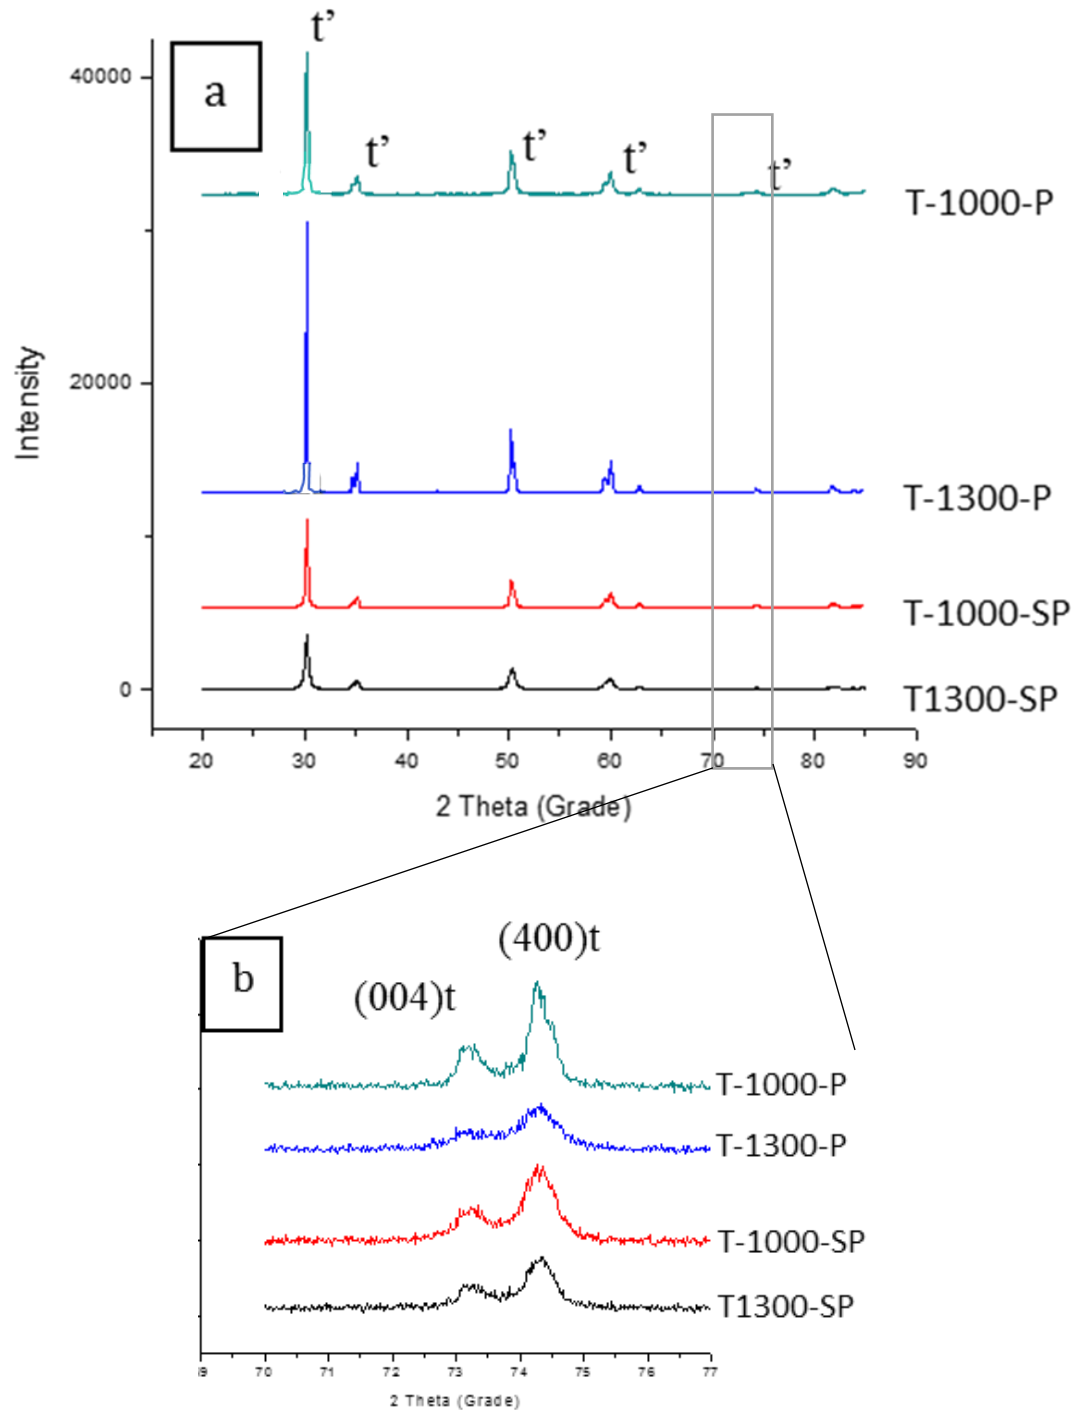 t’
a
40000
t’
t’
t’
t’
T-1000-P
Intensity
20000
T-1300-P
T-1000-SP
0
T1300-SP
20 30 40 50 60 70 80 90
2 Theta (Grade)
b
(400)t
(004)t
T-1000-P
T-1300-P
T-1000-SP
T1300-SP
9 70 71 72 73 74 75 76 77
2 Theta (Grade)